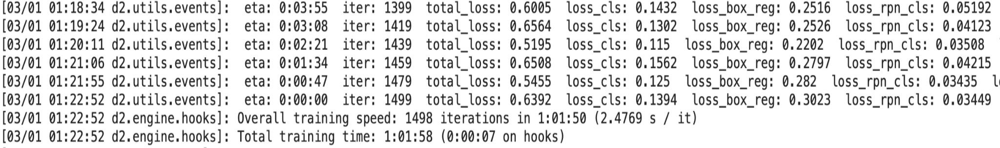 [03/01 01:18:34 d2.utils.events]: eta: 0:03:55 iter: 1399 total_loss: 0.6005 loss_cls: 0.1432 loss_box_reg: 0.2516 loss_rpn_cls: 0.05192
[03/01 01:19:24 d2.utils.events]: eta: 0:03:08 iter: 1419 total_loss: 0.6564 loss_cls: 0.1302 loss_box_reg: 0.2526 loss_rpn_cls: 0.04123
[03/01 01:20:11 d2.utils.events]: eta: 0:02:21 iter: 1439 total_loss: 0.5195 loss_cls: 0.115 loss_box_reg: 0.2202 loss_rpn_cls: 0.03508
[03/01 01:21:06 d2.utils.events]: eta: 0:01:34 iter: 1459 total_loss: 0.6508 loss_cls: 0.1562 loss_box_reg: 0.2797 loss_rpn_cls: 0.04215
[03/01 01:21:55 d2.utils.events]: eta: 0:00:47 iter: 1479 total_loss: 0.5455 loss_cls: 0.125 loss_box_reg: 0.282 loss_rpn_cls: 0.03435
[03/01 01:22:52 d2.utils.events]: eta: 0:00:00 iter: 1499 total_loss: 0.6392 loss_cls: 0.1394 loss_box_reg: 0.3023 loss_rpn_cls: 0.03449
[03/01 01:22:52 d2.engine.hooks]: Overall training speed: 1498 iterations in 1:01:50 (2.4769 s / it)
[03/01 01:22:52 d2.engine.hooks]: Total training time: 1:01:58 (0:00:07 on hooks)